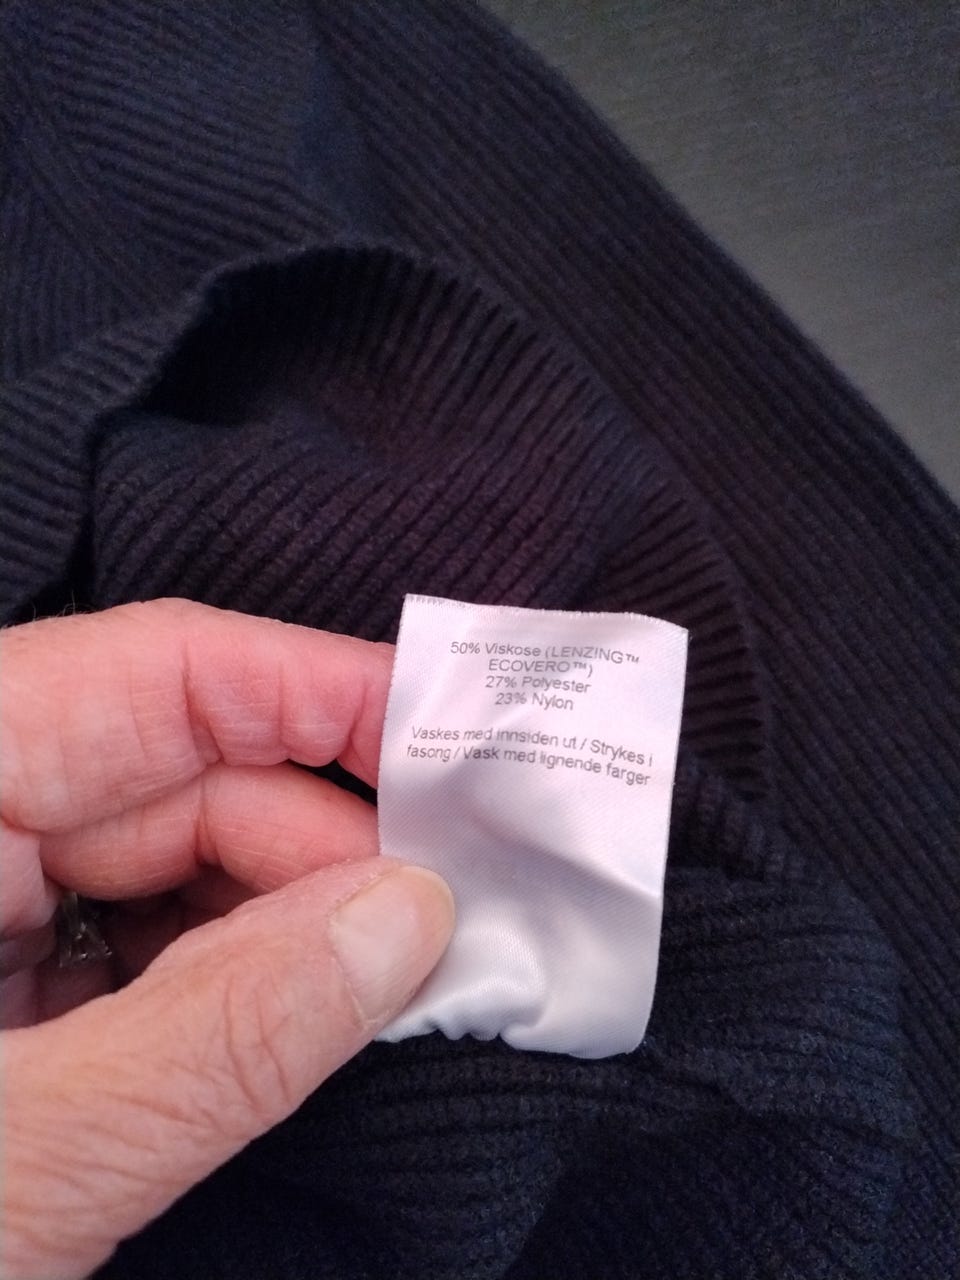 50% Viskose (LENZING™
ECOVERO™)
27% Polyester
23% Nylon
Vaskes med innsiden ut / Strykes i
fasong / Vask med lignende farger